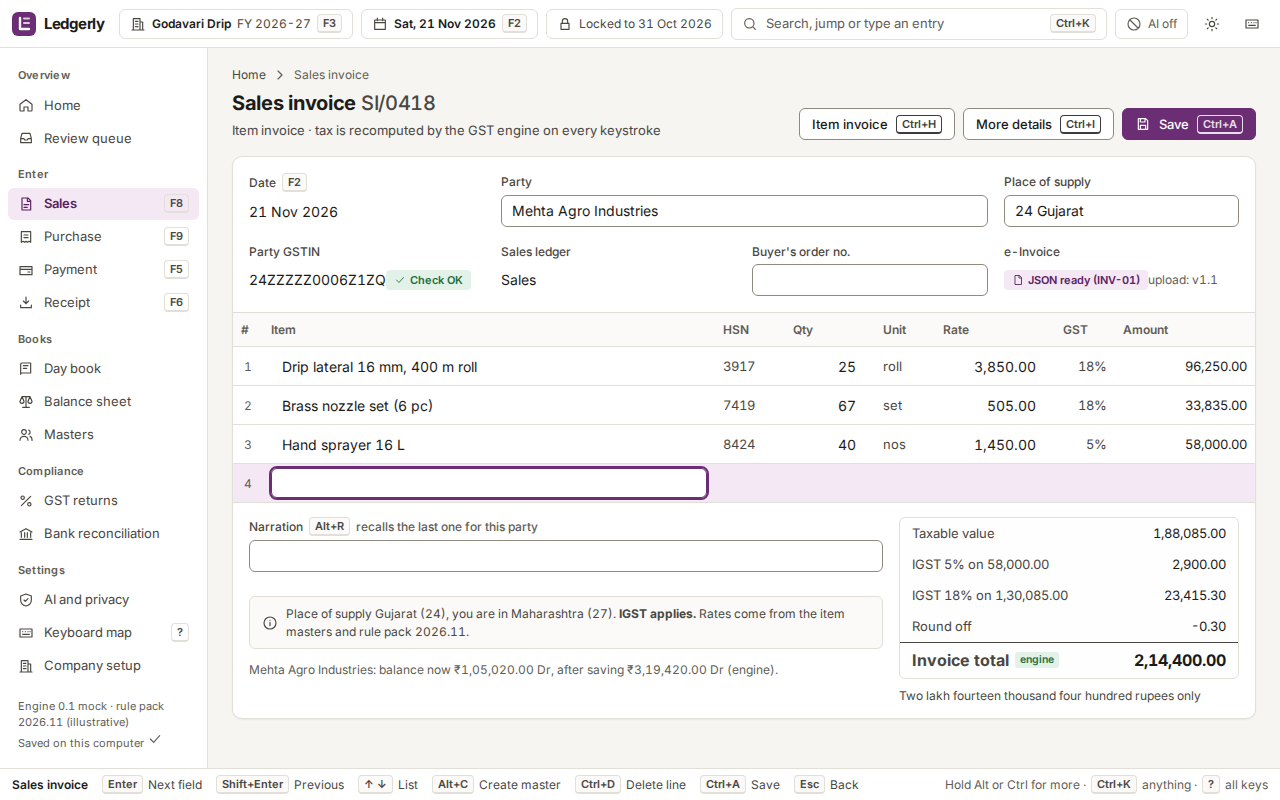 Ledgerly
Godavari Drip FY 2026-27 F3
Sat, 21 Nov 2026 F2
Locked to 31 Oct 2026
Search, jump or type an entry Ctrl+K
AI off
Overview
Home
Review queue
Enter
Sales F8
Purchase F9
Payment F5
Receipt F6
Books
Day book
Balance sheet
Masters
Compliance
GST returns
Bank reconciliation
Settings
AI and privacy
Keyboard map ?
Company setup
Engine 0.1 mock · rule pack
2026.11 (illustrative)
Saved on this computer
Home Sales invoice
Sales invoice SI/0418
Item invoice · tax is recomputed by the GST engine on every keystroke
Item invoice Ctrl+H
More details Ctrl+I
Save Ctrl+A
Date F2
21 Nov 2026
Party
Mehta Agro Industries
Place of supply
24 Gujarat
Party GSTIN
24ZZZZZ0006Z1ZQ Check OK
Sales ledger
Sales
Buyer's order no.
e-Invoice
JSON ready (INV-01) upload: v1.1
# Item HSN Qty Unit Rate GST Amount
1 Drip lateral 16 mm, 400 m roll 3917 25 roll 3,850.00 18% 96,250.00
2 Brass nozzle set (6 pc) 7419 67 set 505.00 18% 33,835.00
3 Hand sprayer 16 L 8424 40 nos 1,450.00 5% 58,000.00
4
Narration Alt+R recalls the last one for this party
Place of supply Gujarat (24), you are in Maharashtra (27). IGST applies. Rates come from the item
masters and rule pack 2026.11.
Mehta Agro Industries: balance now ₹1,05,020.00 Dr, after saving ₹3,19,420.00 Dr (engine).
Taxable value 1,88,085.00
IGST 5% on 58,000.00 2,900.00
IGST 18% on 1,30,085.00 23,415.30
Round off -0.30
Invoice total engine 2,14,400.00
Two lakh fourteen thousand four hundred rupees only
Sales invoice Enter Next field Shift+Enter Previous ↑ ↓ List Alt+C Create master Ctrl+D Delete line Ctrl+A Save Esc Back Hold Alt or Ctrl for more · Ctrl+K anything · ? all keys